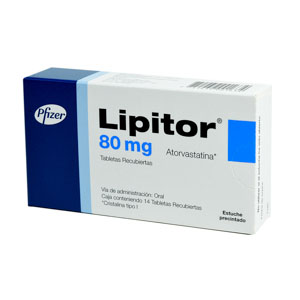 Pfizer
Lipitor®
80 mg
Atorvastatina*
Tabletas Recubiertas
Vía de administración: Oral
Caja conteniendo 14 Tabletas Recubiertas
*Cristalina tipo I
Estuche
precintado